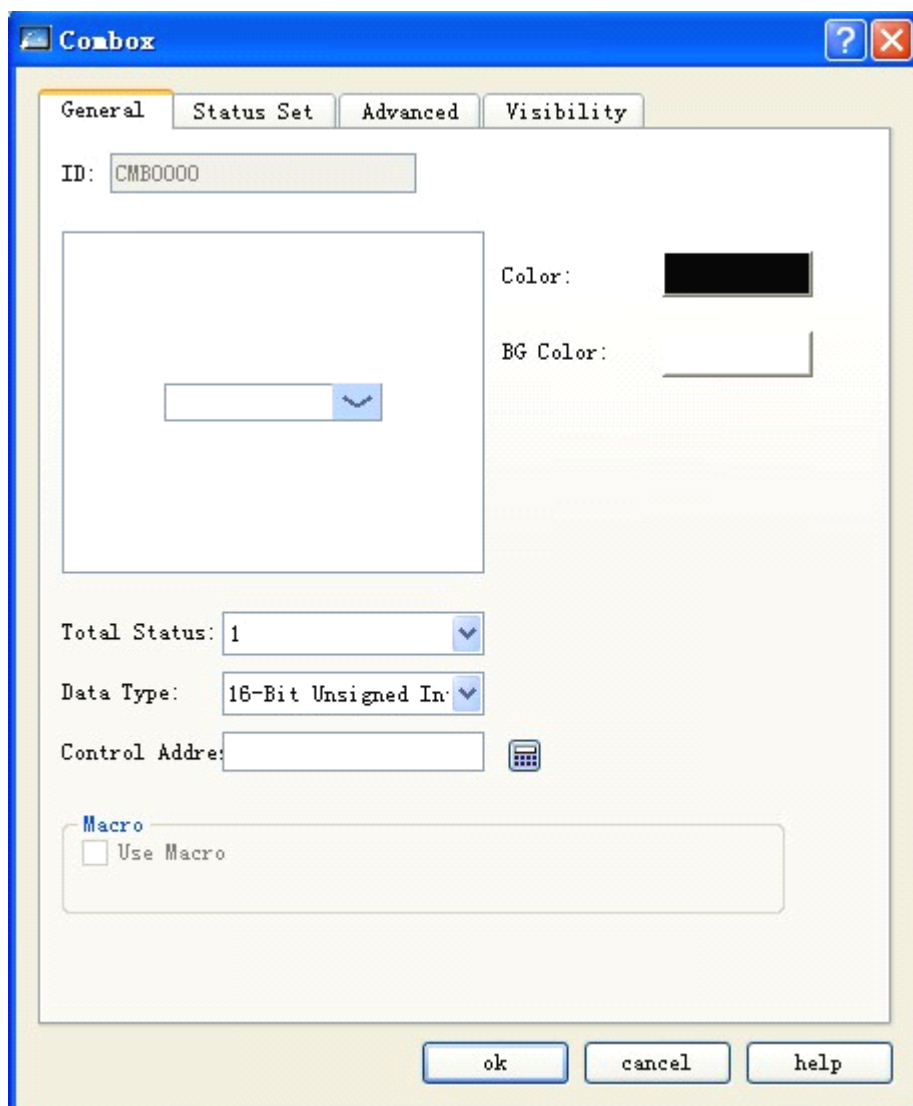 Combox
General Status Set Advanced Visibility
ID: CMB0000
Color:
BG Color:
Total Status: 1
Data Type: 16-Bit Unsigned In
Control Addre
Macro
Use Macro
ok cancel help